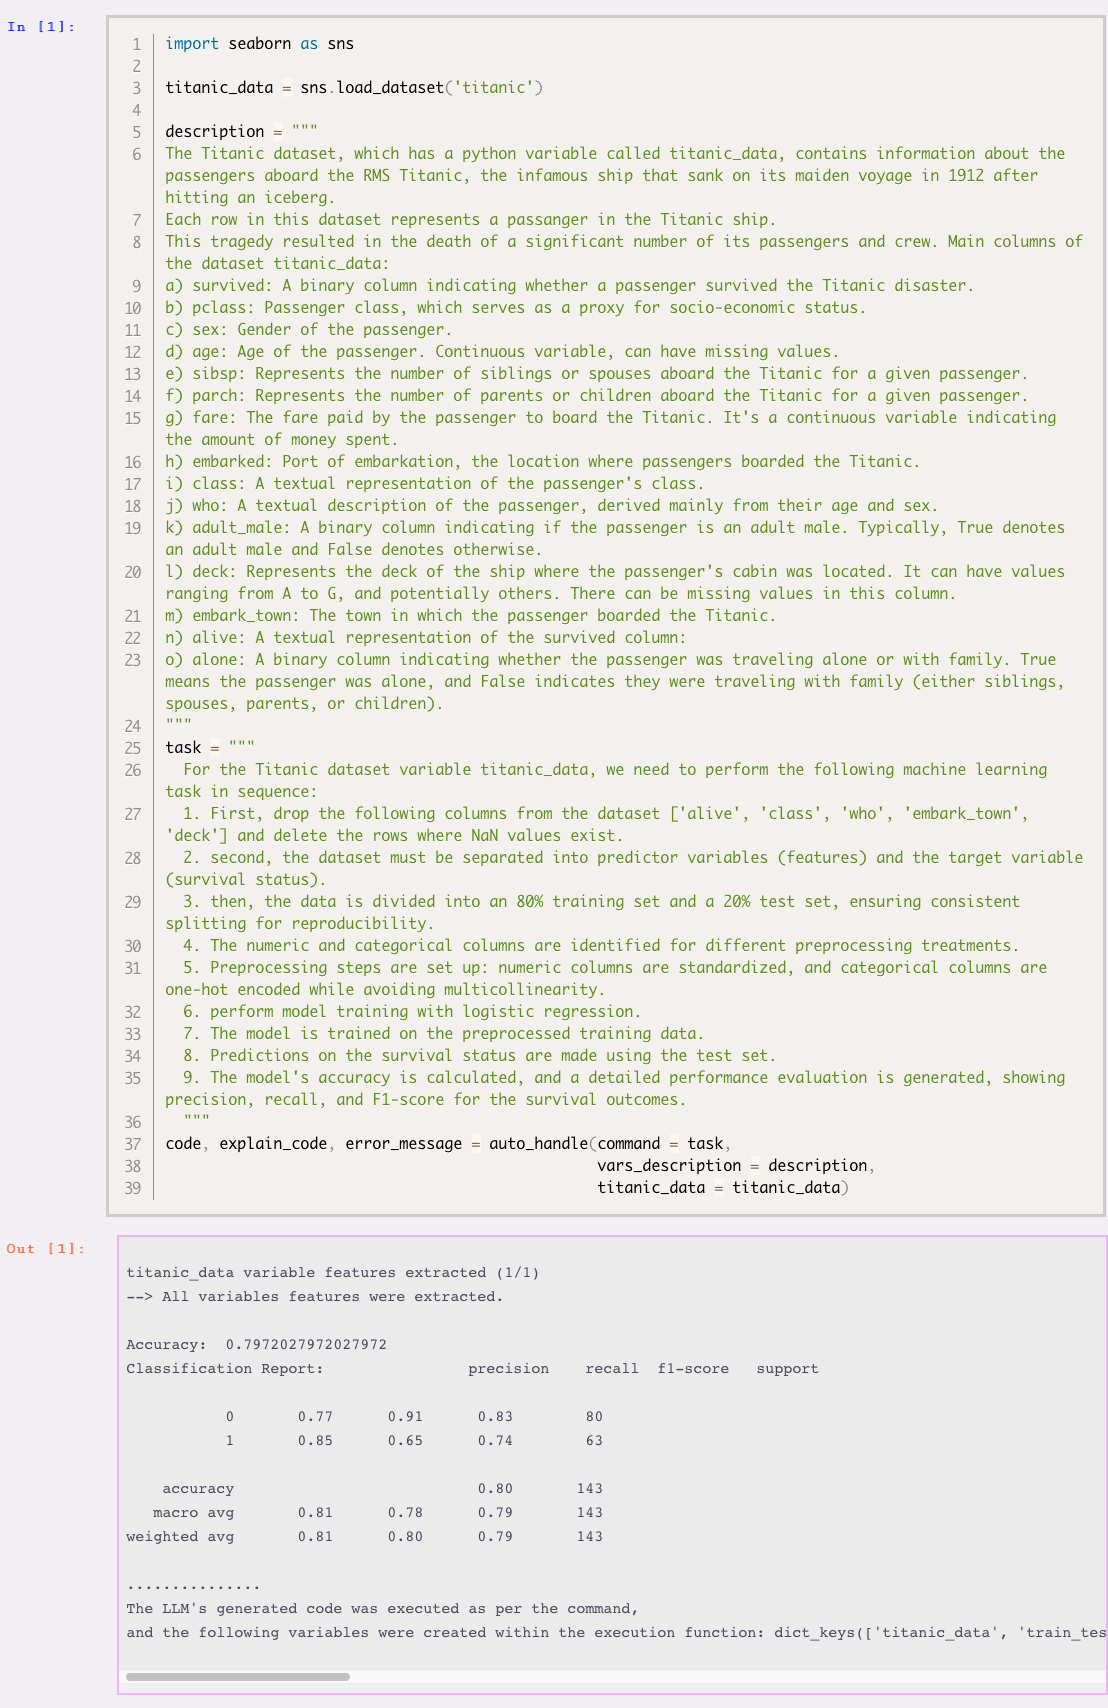 In [1]:
1 import seaborn as sns
2
3 titanic_data = sns.load_dataset('titanic')
4
5 description = """
6 The Titanic dataset, which has a python variable called titanic_data, contains information about the
passengers aboard the RMS Titanic, the infamous ship that sank on its maiden voyage in 1912 after
hitting an iceberg.
7 Each row in this dataset represents a passanger in the Titanic ship.
8 This tragedy resulted in the death of a significant number of its passengers and crew. Main columns of
the dataset titanic_data:
9 a) survived: A binary column indicating whether a passenger survived the Titanic disaster.
10 b) pclass: Passenger class, which serves as a proxy for socio-economic status.
11 c) sex: Gender of the passenger.
12 d) age: Age of the passenger. Continuous variable, can have missing values.
13 e) sibsp: Represents the number of siblings or spouses aboard the Titanic for a given passenger.
14 f) parch: Represents the number of parents or children aboard the Titanic for a given passenger.
15 g) fare: The fare paid by the passenger to board the Titanic. It's a continuous variable indicating
the amount of money spent.
16 h) embarked: Port of embarkation, the location where passengers boarded the Titanic.
17 i) class: A textual representation of the passenger's class.
18 j) who: A textual description of the passenger, derived mainly from their age and sex.
19 k) adult_male: A binary column indicating if the passenger is an adult male. Typically, True denotes
an adult male and False denotes otherwise.
20 l) deck: Represents the deck of the ship where the passenger's cabin was located. It can have values
ranging from A to G, and potentially others. There can be missing values in this column.
21 m) embark_town: The town in which the passenger boarded the Titanic.
22 n) alive: A textual representation of the survived column:
23 o) alone: A binary column indicating whether the passenger was traveling alone or with family. True
means the passenger was alone, and False indicates they were traveling with family (either siblings,
spouses, parents, or children).
24 """
25 task = """
26 For the Titanic dataset variable titanic_data, we need to perform the following machine learning
task in sequence:
27 1. First, drop the following columns from the dataset ['alive', 'class', 'who', 'embark_town',
'deck'] and delete the rows where NaN values exist.
28 2. second, the dataset must be separated into predictor variables (features) and the target variable
(survival status).
29 3. then, the data is divided into an 80% training set and a 20% test set, ensuring consistent
splitting for reproducibility.
30 4. The numeric and categorical columns are identified for different preprocessing treatments.
31 5. Preprocessing steps are set up: numeric columns are standardized, and categorical columns are
one-hot encoded while avoiding multicollinearity.
32 6. perform model training with logistic regression.
33 7. The model is trained on the preprocessed training data.
34 8. Predictions on the survival status are made using the test set.
35 9. The model's accuracy is calculated, and a detailed performance evaluation is generated, showing
precision, recall, and F1-score for the survival outcomes.
36 """
37 code, explain_code, error_message = auto_handle(command = task,
38 vars_description = description,
39 titanic_data = titanic_data)
Out [1]:
titanic_data variable features extracted (1/1)
--> All variables features were extracted.
Accuracy:  0.7972027972027972
Classification Report:                precision    recall  f1-score   support
0       0.77      0.91      0.83        80
1       0.85      0.65      0.74        63
accuracy                           0.80       143
macro avg       0.81      0.78      0.79       143
weighted avg       0.81      0.80      0.79       143
...............
The LLM's generated code was executed as per the command,
and the following variables were created within the execution function: dict_keys(['titanic_data', 'train_tes